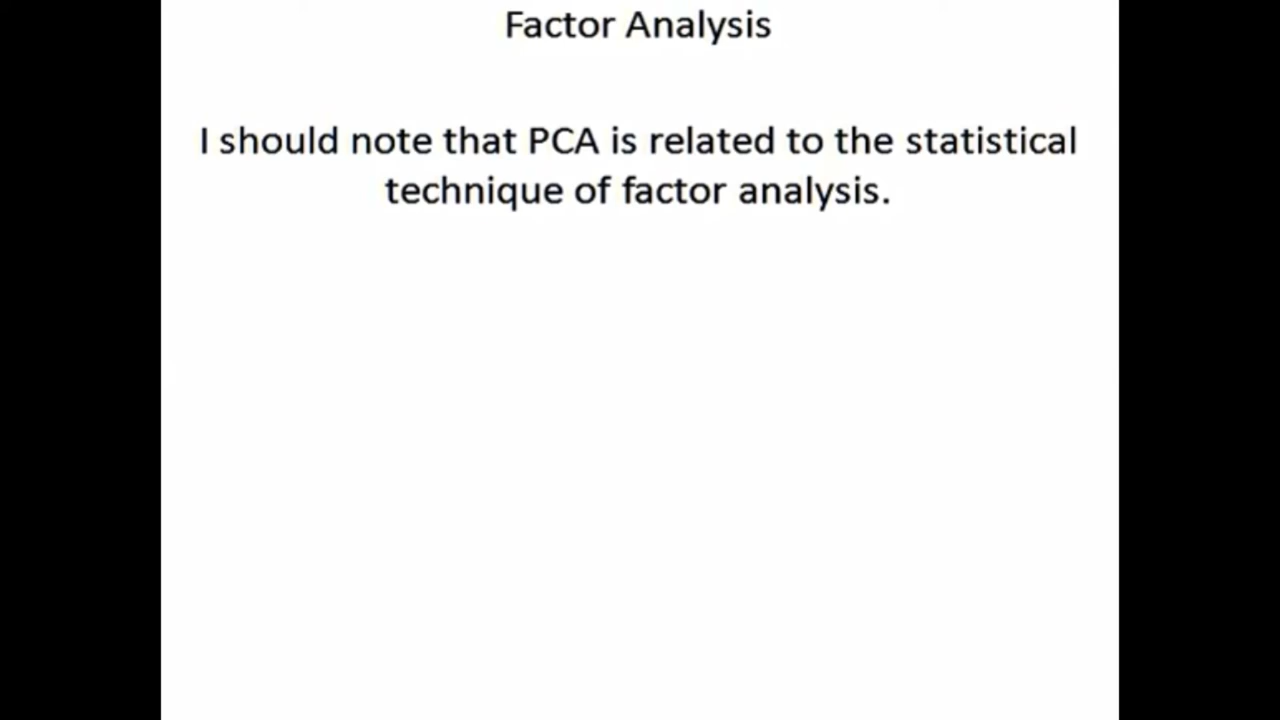 Factor Analysis
I should note that PCA is related to the statistical
technique of factor analysis.